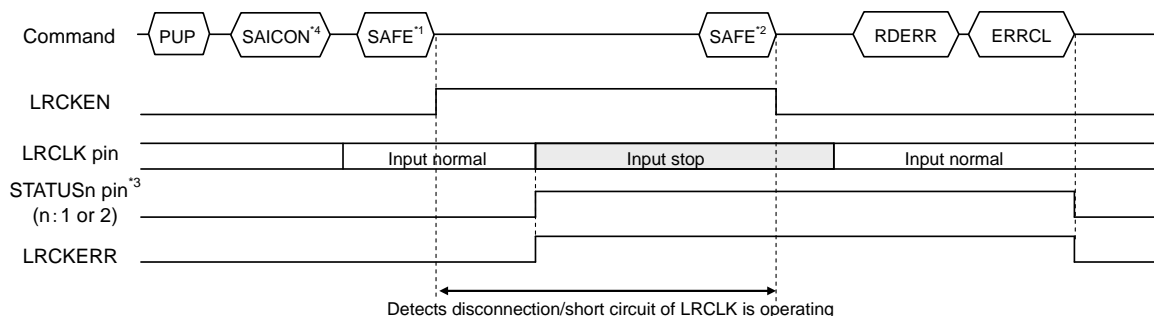 Command PUP SAICON*4 SAFE*1 SAFE*2 RDERR ERRCL
LRCKEN
LRCLK pin Input normal Input stop Input normal
STATUSn pin*3
(n:1 or 2)
LRCKERR
Detects disconnection/short circuit of LRCLK is operating